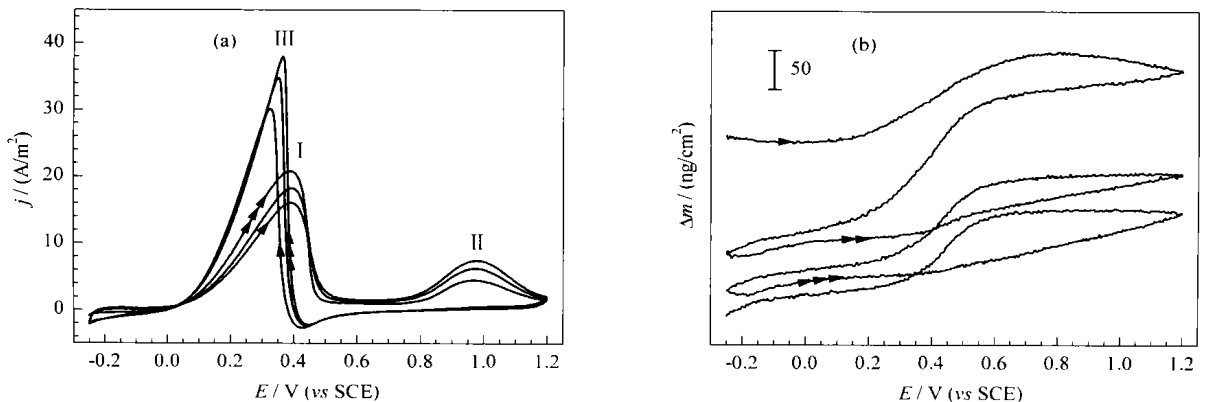 (a)
III
I
II
40
30
20
10
0
-0.2 0.0 0.2 0.4 0.6 0.8 1.0 1.2
j / (A/m²)
E / V (vs SCE)
(b)
50
-0.2 0.0 0.2 0.4 0.6 0.8 1.0 1.2
Δm / (ng/cm²)
E / V (vs SCE)